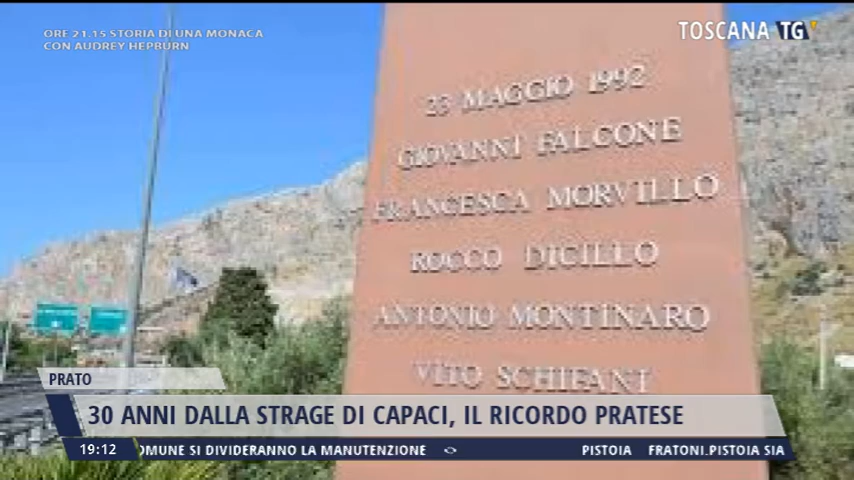 ORE 21.15 STORIA DI UNA MONACA
CON AUDREY HEPBURN
TOSCANA TG
23 MAGGIO 1992
GIOVANNI FALCONE
FRANCESCA MORVILLO
ROCCO DICILLO
ANTONIO MONTINARO
VITO SCHIFANI
PRATO
30 ANNI DALLA STRAGE DI CAPACI, IL RICORDO PRATESE
19:12 OMUNE SI DIVIDERANNO LA MANUTENZIONE PISTOIA FRATONI.PISTOIA SIA